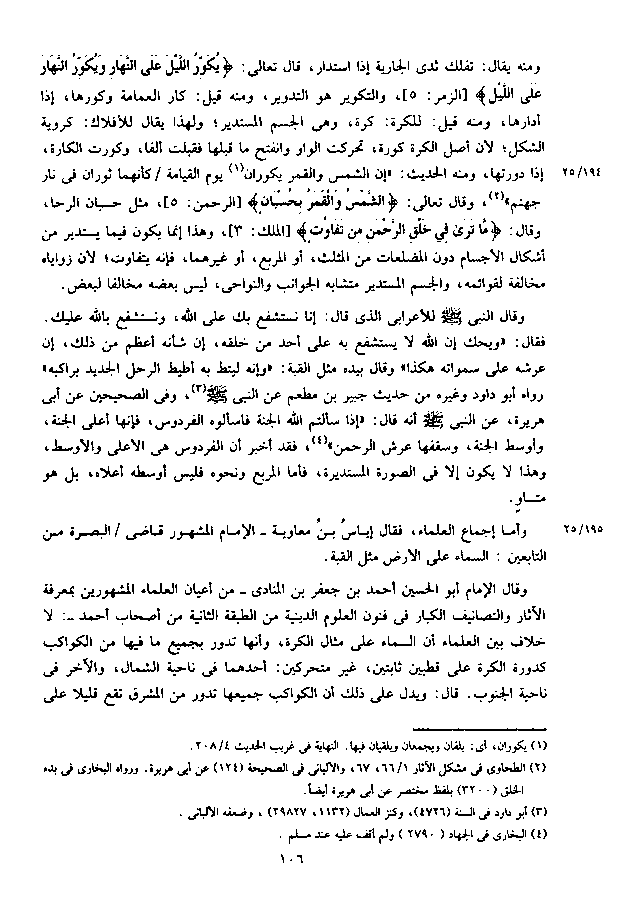 ومنه يقال: تفلك ثدى الجارية إذا استدار، قال تعالى: ﴿يُكَوِّرُ اللَّيْلَ عَلَى النَّهَارِ وَيُكَوِّرُ النَّهَارَ
عَلَى اللَّيْلِ﴾ [الزمر: ٥]، والتكوير هو التدوير، ومنه قيل: كار العمامة وكورها، إذا
أدارها، ومنه قيل: للكرة: كرة، وهى الجسم المستدير؛ ولهذا يقال للأفلاك: كروية
الشكل؛ لأن أصل الكرة كورة، تحركت الواو وانفتح ما قبلها فقبلت ألفا، وكورت الكارة،
٢٥/١٩٤ إذا دورتها، ومنه الحديث: «إن الشمس والقمر يكوران(١) يوم القيامة / كأنهما ثوران فى نار
جهنم»(٢)، وقال تعالى: ﴿الشَّمْسُ وَالْقَمَرُ بِحُسْبَانٍ﴾ [الرحمن: ٥]، مثل حسبان الرحا،
وقال: ﴿مَا تَرَىٰ فِي خَلْقِ الرَّحْمَنِ مِن تَفَاوُتٍ﴾ [الملك: ٣]، وهذا إنما يكون فيما يستدير من
أشكال الأجسام دون المضلعات من المثلث، أو المربع، أو غيرهما، فإنه يتفاوت؛ لأن زواياه
مخالفة لقوائمه، والجسم المستدير متشابه الجوانب والنواحى، ليس بعضه مخالفا لبعض.
وقال النبى ﷺ للأعرابى الذى قال: إنا نستشفع بك على الله، ونستشفع بالله عليك.
فقال: «ويحك إن الله لا يستشفع به على أحد من خلقه، إن شأنه أعظم من ذلك، إن
عرشه على سمواته هكذا» وقال بيده مثل القبة: «وإنه ليئط به أطيط الرحل الجديد براكبه»
رواه أبو داود وغيره من حديث جبير بن مطعم عن النبى ﷺ(٣)، وفى الصحيحين عن أبى
هريرة، عن النبى ﷺ أنه قال: «إذا سألتم الله الجنة فاسألوه الفردوس، فإنها أعلى الجنة،
وأوسط الجنة، وسقفها عرش الرحمن»(٤)، فقد أخبر أن الفردوس هى الأعلى والأوسط،
وهذا لا يكون إلا فى الصورة المستديرة، فأما المربع ونحوه فليس أوسطه أعلاه، بل هو
متساوٍ.
٢٥/١٩٥ وأما إجماع العلماء، فقال إياسُ بنُ معاوية ـ الإمام المشهور قاضى / البصرة من
التابعين : السماء على الأرض مثل القبة.
وقال الإمام أبو الحسين أحمد بن جعفر بن المنادى ـ من أعيان العلماء المشهورين بمعرفة
الآثار والتصانيف الكبار فى فنون العلوم الدينية من الطبقة الثانية من أصحاب أحمد ـ: لا
خلاف بين العلماء أن السماء على مثال الكرة، وأنها تدور بجميع ما فيها من الكواكب
كدورة الكرة على قطبين ثابتين، غير متحركين: أحدهما فى ناحية الشمال، والآخر فى
ناحية الجنوب. قال: ويدل على ذلك أن الكواكب جميعها تدور من المشرق تقع قليلا على
(١) يكوران، أى: يلفان ويجمعان ويلقيان فيها. النهاية فى غريب الحديث ٢٠٨/٤.
(٢) الطحاوى فى مشكل الآثار ٦٦/١، ٦٧، والألبانى فى الصحيحة (١٢٤) عن أبى هريرة. ورواه البخارى فى بدء
الخلق (٣٢٠٠) بلفظ مختصر عن أبى هريرة أيضاً.
(٣) أبو دارد فى السنة (٤٧٢٦)، وكنز العمال (١١٣٢، ٢٩٨٢٧) ، وضعفه الألبانى .
(٤) البخارى فى الجهاد (٢٧٩٠) ولم أقف عليه عند مسلم .
١٠٦